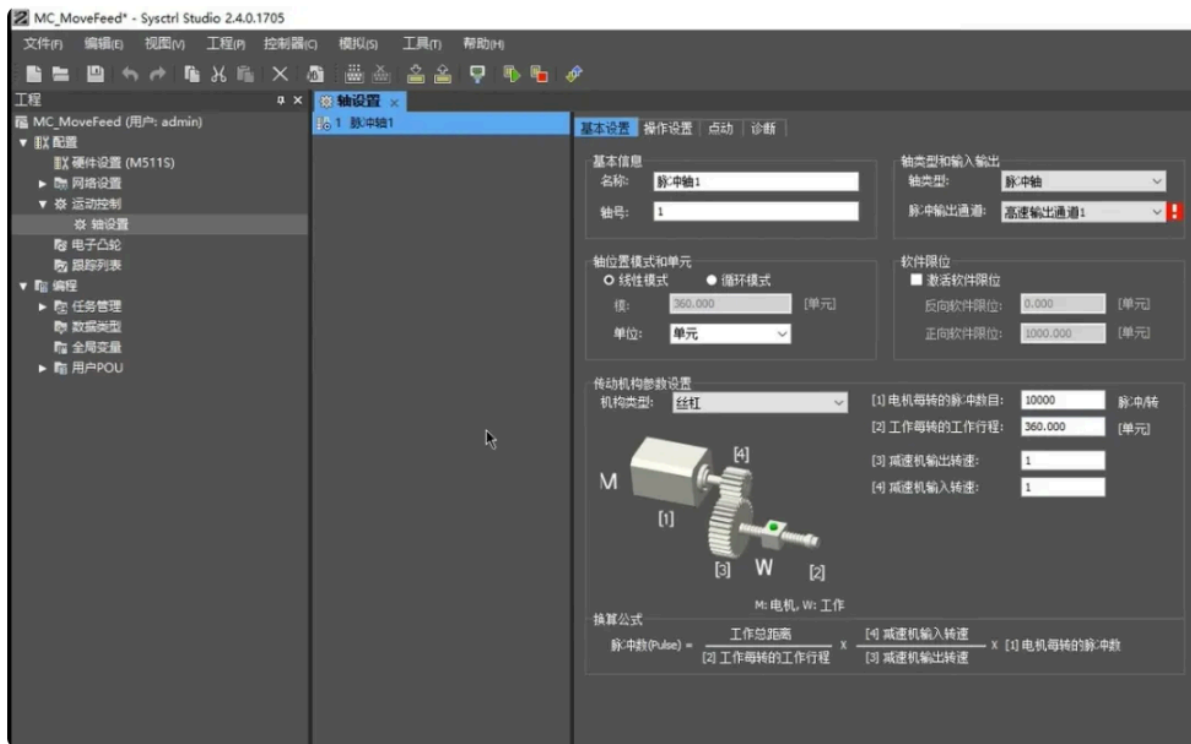 MC_MoveFeed* - Sysctrl Studio 2.4.0.1705
文件(F) 编辑(E) 视图(V) 工程(P) 控制器(C) 模拟(S) 工具(T) 帮助(H)
工程
轴设置
MC_MoveFeed (用户: admin)
1 脉冲轴1
配置
硬件设置 (M511S)
网络设置
运动控制
轴设置
电子凸轮
跟踪列表
编程
任务管理
数据类型
全局变量
用户POU
基本设置 操作设置 点动 诊断
基本信息
名称: 脉冲轴1
轴号: 1
轴类型和输入输出
轴类型: 脉冲轴
脉冲输出通道: 高速输出通道1 !
轴位置模式和单元
线性模式 循环模式
模: 360.000 [单元]
单位: 单元
软件限位
激活软件限位
反向软件限位: 0.000 [单元]
正向软件限位: 1000.000 [单元]
传动机构参数设置
机构类型: 丝杠
[1] 电机每转的脉冲数目: 10000 脉冲/转
[2] 工作每转的工作行程: 360.000 [单元]
[3] 减速机输出转速: 1
[4] 减速机输入转速: 1
[4]
M
[1]
[3] W [2]
M: 电机, W: 工作
换算公式
脉冲数(Pulse) = 工作总距离 / [2] 工作每转的工作行程 x [4] 减速机输入转速 / [3] 减速机输出转速 x [1] 电机每转的脉冲数